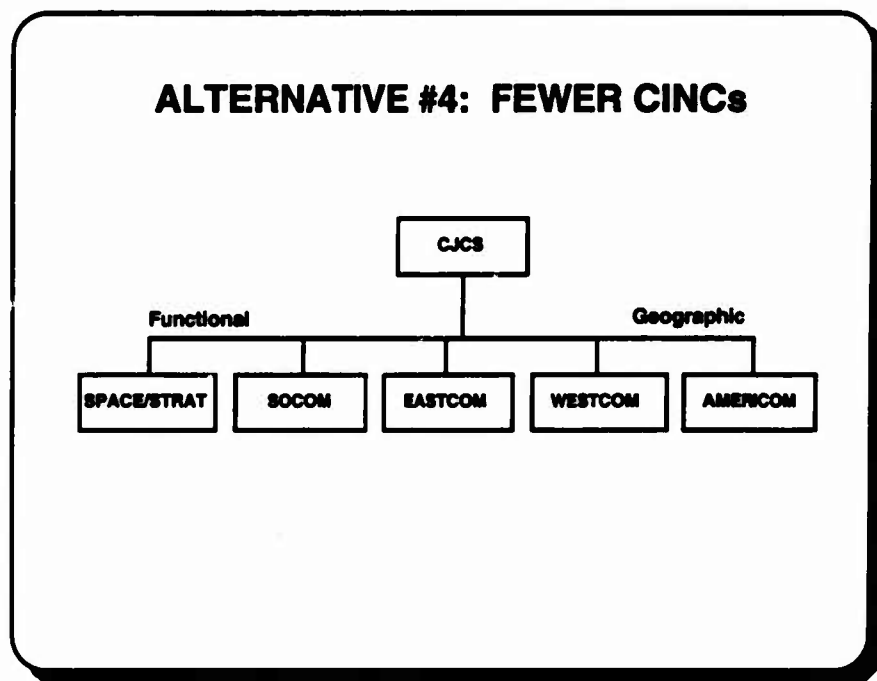 ALTERNATIVE #4: FEWER CINCs
CJCS
Functional
Geographic
SPACE/STRAT
SOCOM
EASTCOM
WESTCOM
AMERICOM